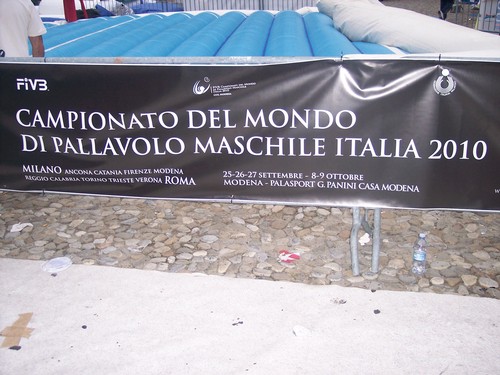 FIVB
CAMPIONATO DEL MONDO
DI PALLAVOLO MASCHILE ITALIA 2010
MILANO ANCONA CATANIA FIRENZE MODENA
REGGIO CALABRIA TORINO TRIESTE VERONA ROMA
25-26-27 SETTEMBRE - 8-9 OTTOBRE
MODENA - PALASPORT G. PANINI CASA MODENA